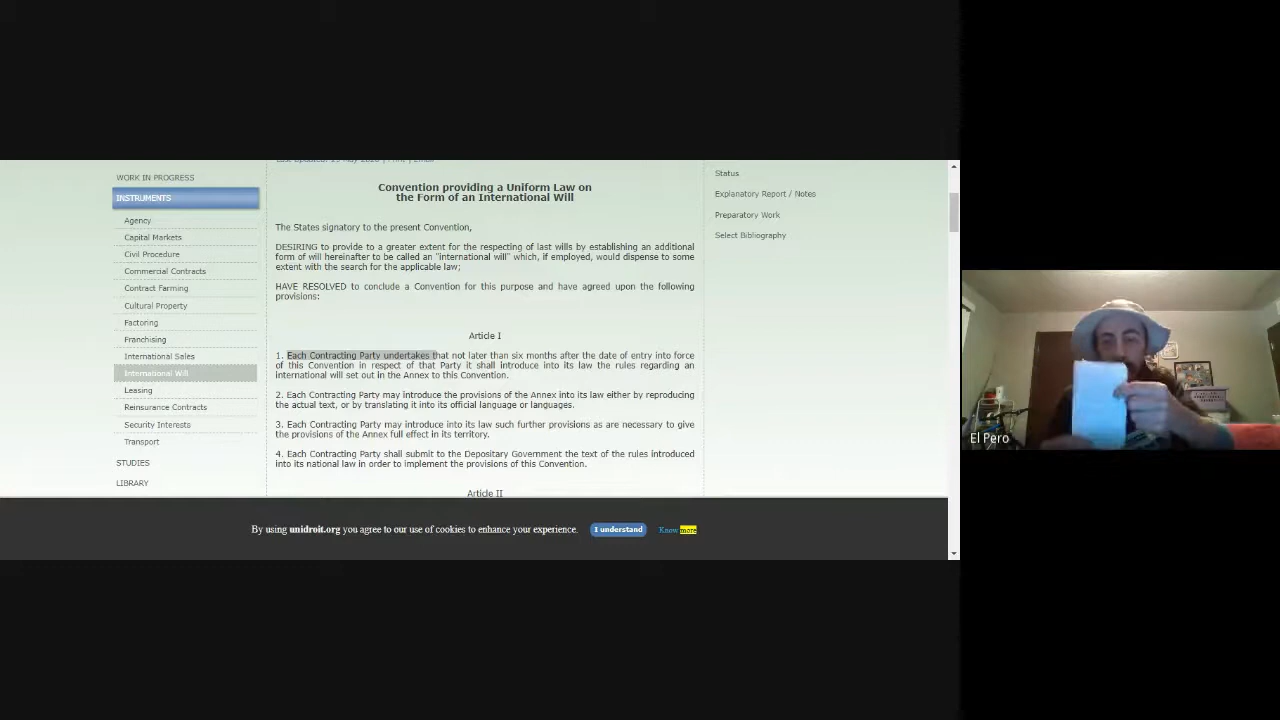 WORK IN PROGRESS
INSTRUMENTS
Agency
Capital Markets
Civil Procedure
Commercial Contracts
Contract Farming
Cultural Property
Factoring
Franchising
International Sales
International Will
Leasing
Reinsurance Contracts
Security Interests
Transport
STUDIES
LIBRARY
Convention providing a Uniform Law on
the Form of an International Will
The States signatory to the present Convention,
DESIRING to provide to a greater extent for the respecting of last wills by establishing an additional
form of will hereinafter to be called an "international will" which, if employed, would dispense to some
extent with the search for the applicable law;
HAVE RESOLVED to conclude a Convention for this purpose and have agreed upon the following
provisions:
Article I
1. Each Contracting Party undertakes that not later than six months after the date of entry into force
of this Convention in respect of that Party it shall introduce into its law the rules regarding an
international will set out in the Annex to this Convention.
2. Each Contracting Party may introduce the provisions of the Annex into its law either by reproducing
the actual text, or by translating it into its official language or languages.
3. Each Contracting Party may introduce into its law such further provisions as are necessary to give
the provisions of the Annex full effect in its territory.
4. Each Contracting Party shall submit to the Depositary Government the text of the rules introduced
into its national law in order to implement the provisions of this Convention.
Article II
Status
Explanatory Report / Notes
Preparatory Work
Select Bibliography
By using unidroit.org you agree to our use of cookies to enhance your experience.
I understand
Know more
El Pero